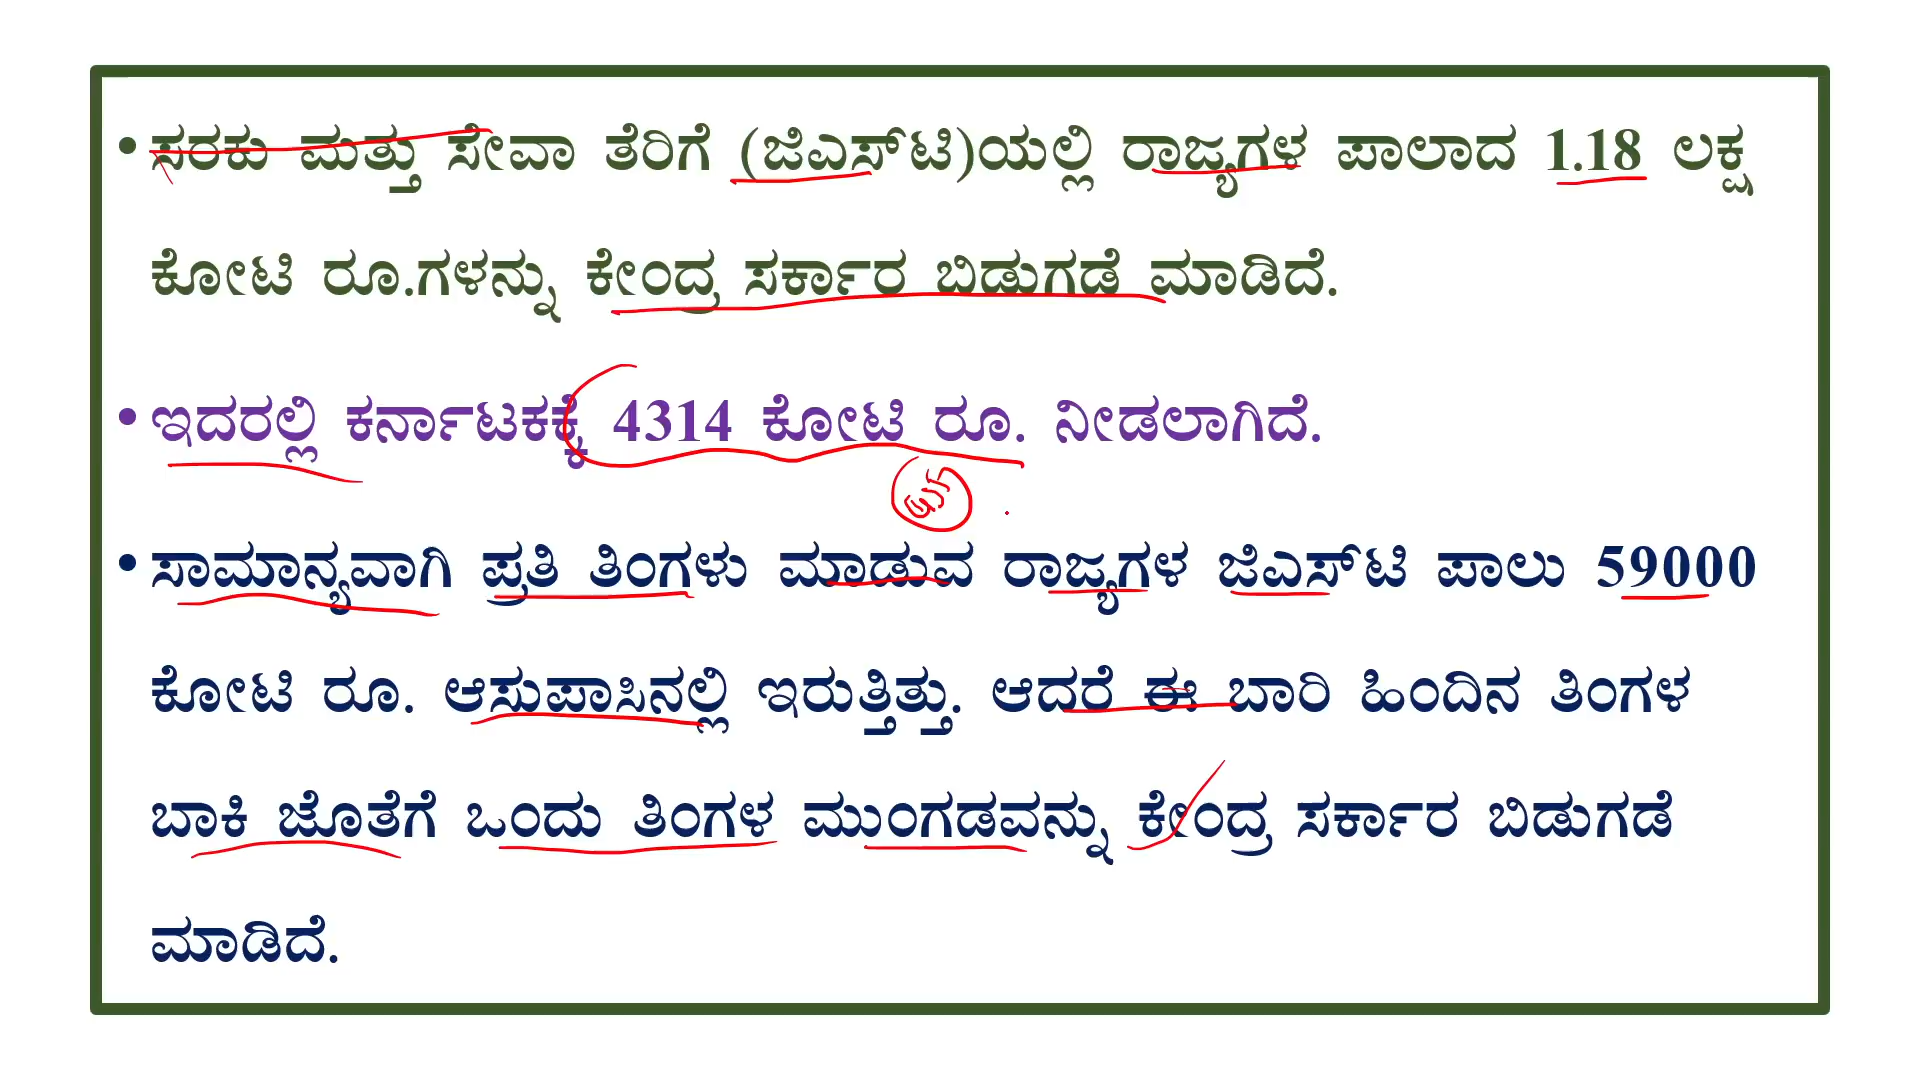 • ಸರಕು ಮತ್ತು ಸೇವಾ ತೆರಿಗೆ (ಜಿಎಸ್‌ಟಿ)ಯಲ್ಲಿ ರಾಜ್ಯಗಳ ಪಾಲಾದ 1.18 ಲಕ್ಷ
ಕೋಟಿ ರೂ.ಗಳನ್ನು ಕೇಂದ್ರ ಸರ್ಕಾರ ಬಿಡುಗಡೆ ಮಾಡಿದೆ.
• ಇದರಲ್ಲಿ ಕರ್ನಾಟಕಕ್ಕೆ 4314 ಕೋಟಿ ರೂ. ನೀಡಲಾಗಿದೆ.
• ಸಾಮಾನ್ಯವಾಗಿ ಪ್ರತಿ ತಿಂಗಳು ಮಾಡುವ ರಾಜ್ಯಗಳ ಜಿಎಸ್‌ಟಿ ಪಾಲು 59000
ಕೋಟಿ ರೂ. ಆಸುಪಾಸಿನಲ್ಲಿ ಇರುತ್ತಿತ್ತು. ಆದರೆ ಈ ಬಾರಿ ಹಿಂದಿನ ತಿಂಗಳ
ಬಾಕಿ ಜೊತೆಗೆ ಒಂದು ತಿಂಗಳ ಮುಂಗಡವನ್ನು ಕೇಂದ್ರ ಸರ್ಕಾರ ಬಿಡುಗಡೆ
ಮಾಡಿದೆ.